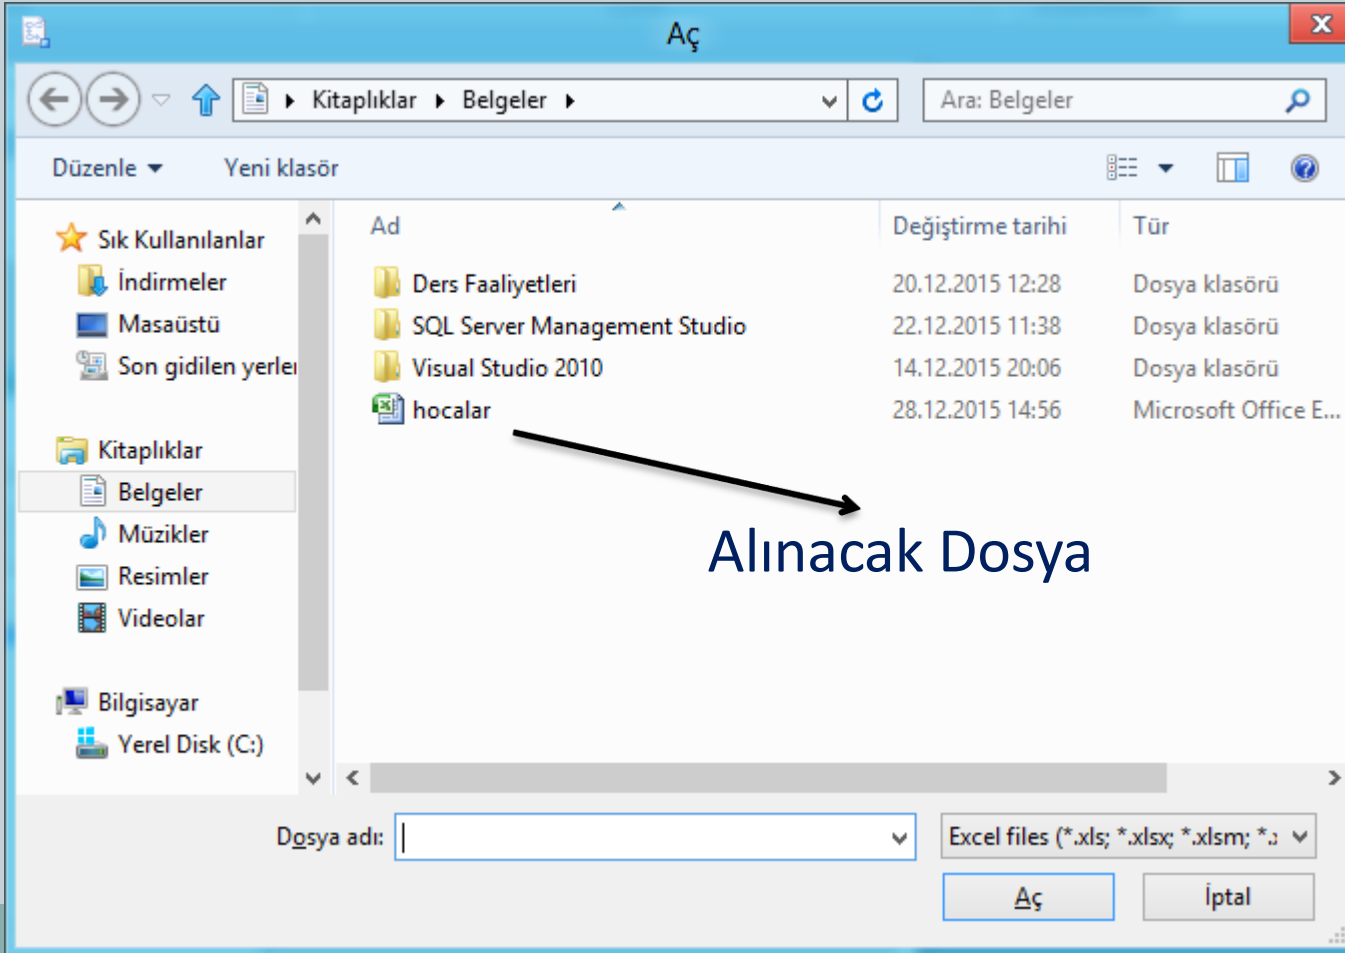 Aç
Kitaplıklar Belgeler
Ara: Belgeler
Düzenle Yeni klasör
Ad Değiştirme tarihi Tür
Sık Kullanılanlar
İndirmeler
Masaüstü
Son gidilen yerler
Kitaplıklar
Belgeler
Müzikler
Resimler
Videolar
Bilgisayar
Yerel Disk (C:)
Ders Faaliyetleri 20.12.2015 12:28 Dosya klasörü
SQL Server Management Studio 22.12.2015 11:38 Dosya klasörü
Visual Studio 2010 14.12.2015 20:06 Dosya klasörü
hocalar 28.12.2015 14:56 Microsoft Office E...
Alınacak Dosya
Dosya adı:
Excel files (*.xls; *.xlsx; *.xlsm; *.x
Aç İptal